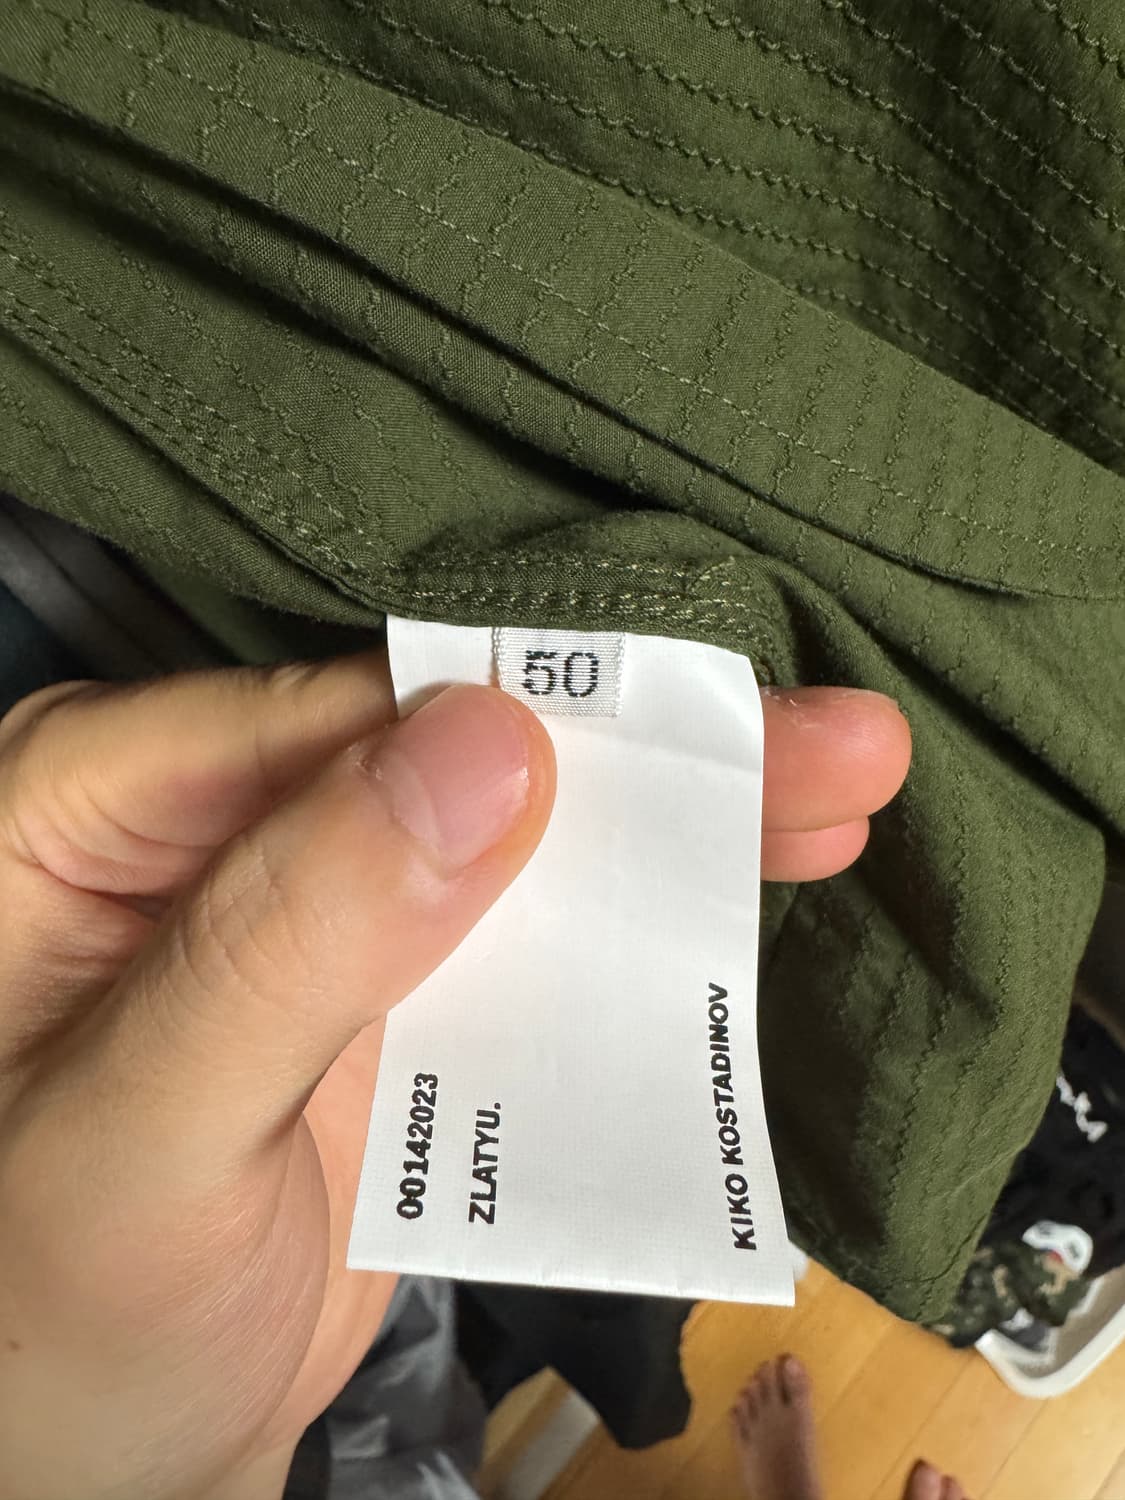 50
00142023
ZLATYU.
KIKO KOSTADINOV